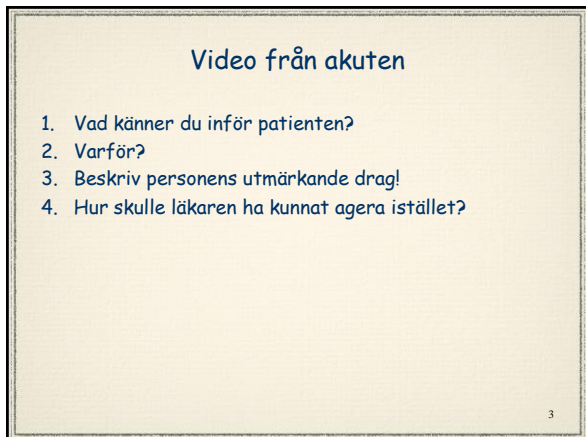 Video från akuten
1. Vad känner du inför patienten?
2. Varför?
3. Beskriv personens utmärkande drag!
4. Hur skulle läkaren ha kunnat agera istället?
3